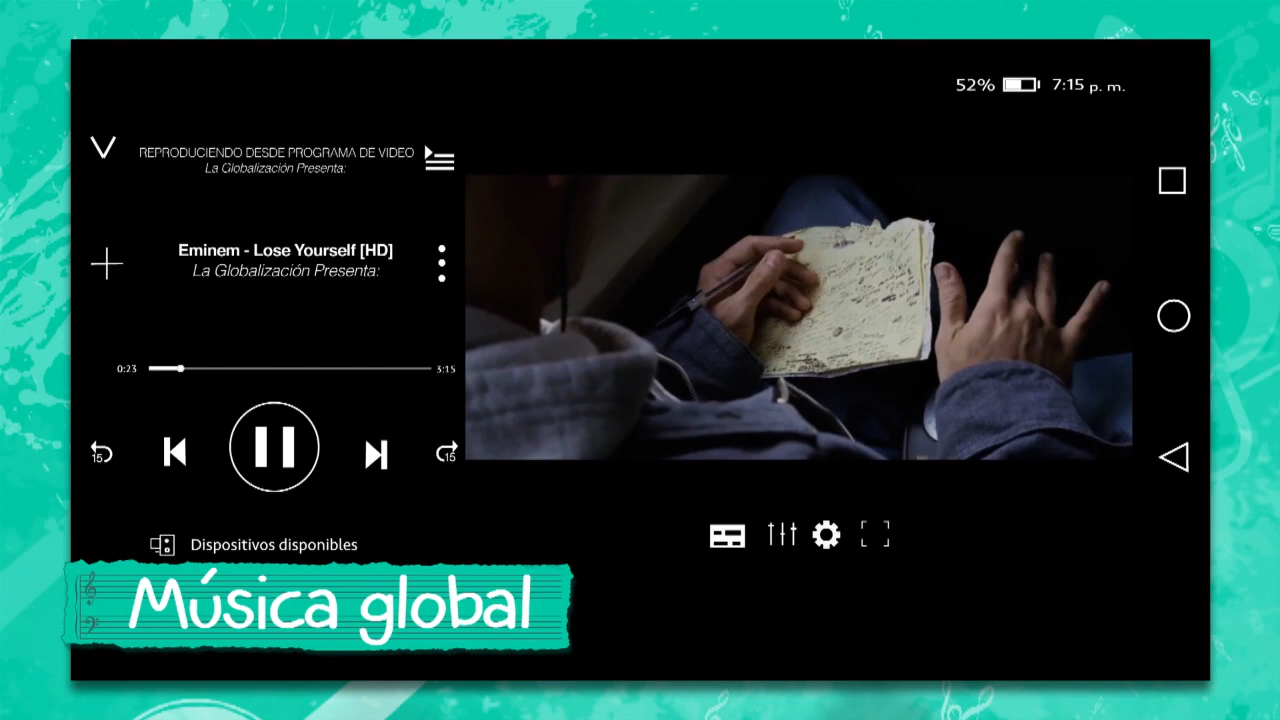 52% 7:15 p. m.
REPRODUCIENDO DESDE PROGRAMA DE VIDEO
La Globalización Presenta:
Eminem - Lose Yourself [HD]
La Globalización Presenta:
0:23 3:15
15 15
Dispositivos disponibles
Música global